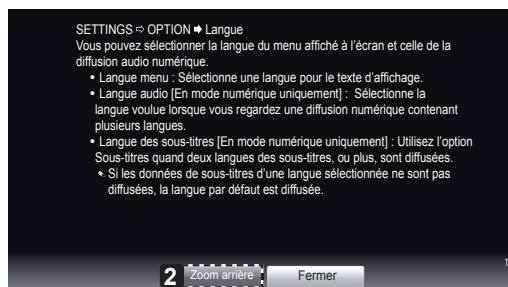 SETTINGS ⇨ OPTION ➡ Langue
Vous pouvez sélectionner la langue du menu affiché à l'écran et celle de la
diffusion audio numérique.
• Langue menu : Sélectionne une langue pour le texte d'affichage.
• Langue audio [En mode numérique uniquement] : Sélectionne la
langue voulue lorsque vous regardez une diffusion numérique contenant
plusieurs langues.
• Langue des sous-titres [En mode numérique uniquement] : Utilisez l'option
Sous-titres quand deux langues des sous-titres, ou plus, sont diffusées.
Si les données de sous-titres d'une langue sélectionnée ne sont pas
diffusées, la langue par défaut est diffusée.
1
2 Zoom arrière Fermer